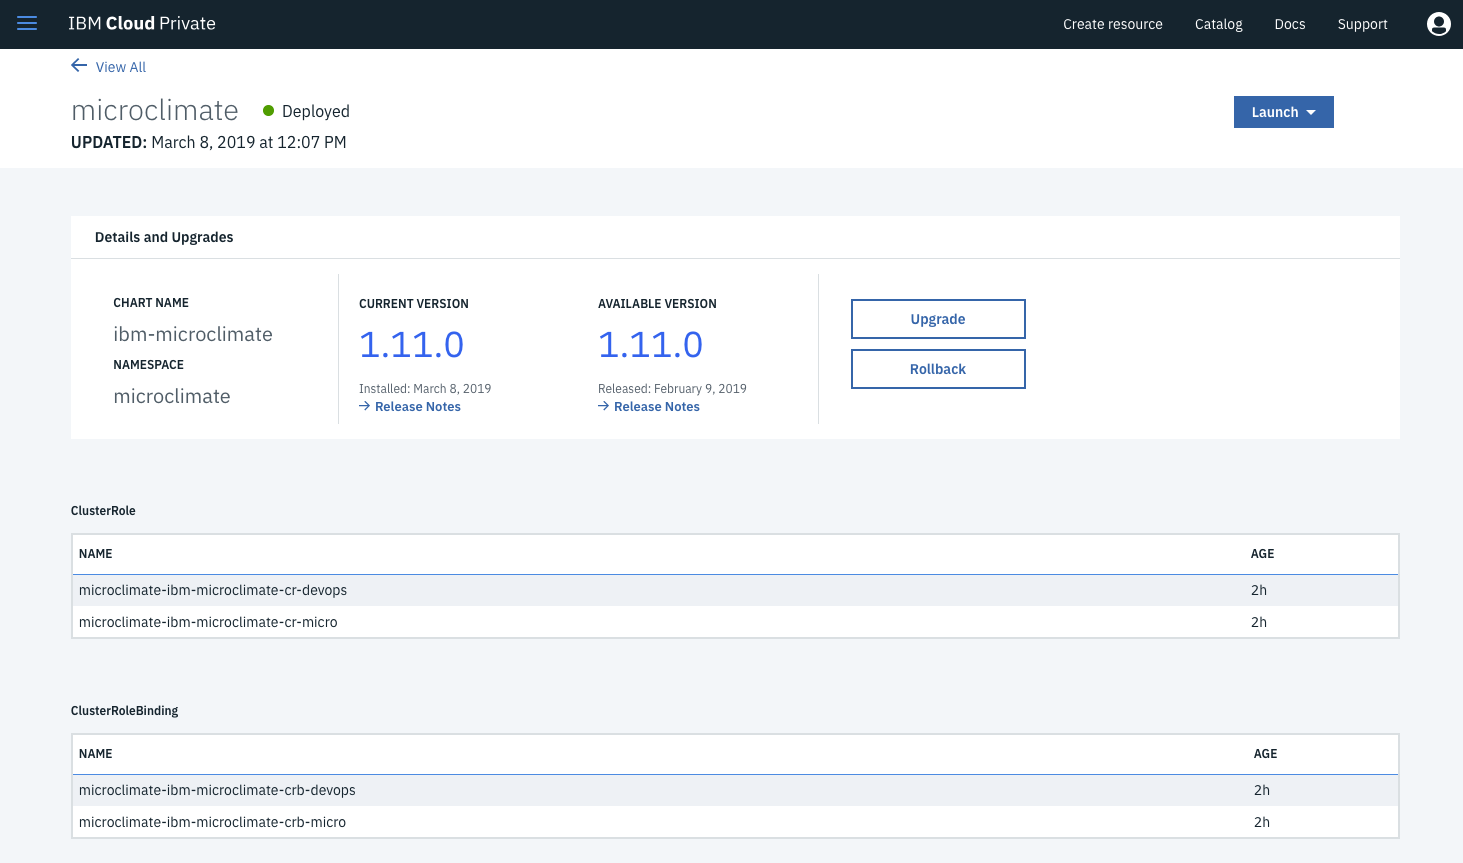 IBM Cloud Private
Create resource
Catalog
Docs
Support
View All
microclimate
Deployed
Launch
UPDATED: March 8, 2019 at 12:07 PM
Details and Upgrades
CHART NAME
ibm-microclimate
NAMESPACE
microclimate
CURRENT VERSION
1.11.0
Installed: March 8, 2019
→ Release Notes
AVAILABLE VERSION
1.11.0
Released: February 9, 2019
→ Release Notes
Upgrade
Rollback
ClusterRole
NAME AGE
microclimate-ibm-microclimate-cr-devops 2h
microclimate-ibm-microclimate-cr-micro 2h
ClusterRoleBinding
NAME AGE
microclimate-ibm-microclimate-crb-devops 2h
microclimate-ibm-microclimate-crb-micro 2h